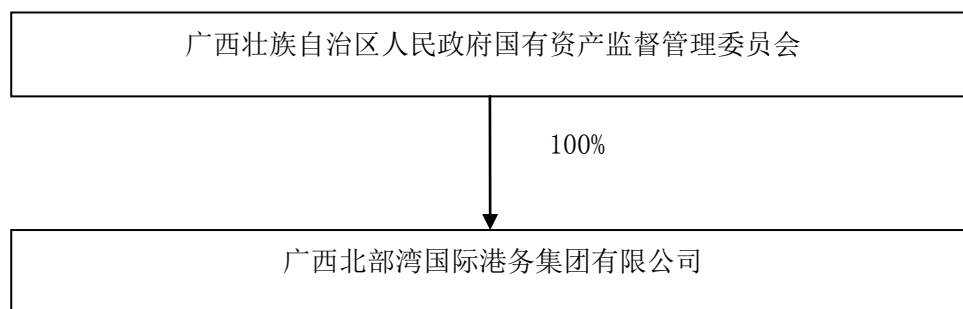 广西壮族自治区人民政府国有资产监督管理委员会
100%
广西北部湾国际港务集团有限公司